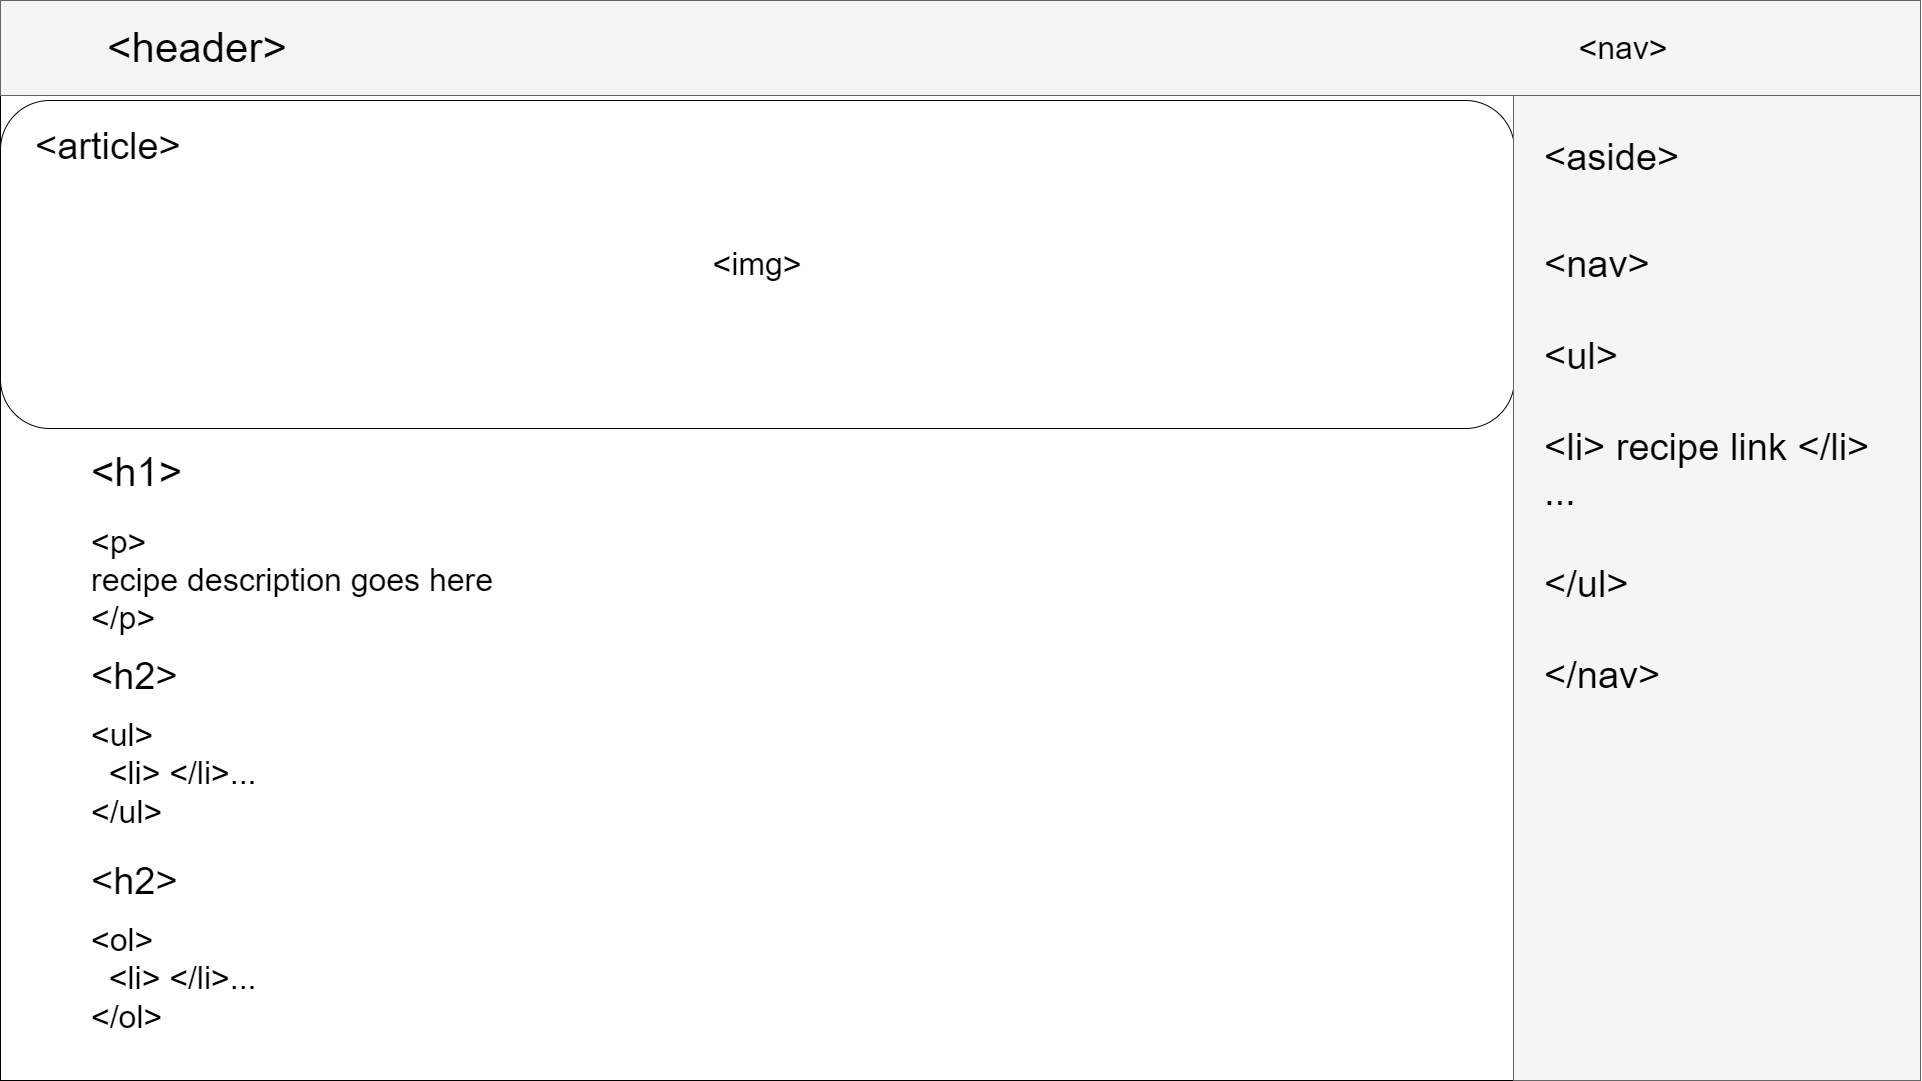 <header>
<nav>
<article>
<img>
<h1>
<p>
recipe description goes here
</p>
<h2>
<ul>
<li> </li>...
</ul>
<h2>
<ol>
<li> </li>...
</ol>
<aside>
<nav>
<ul>
<li> recipe link </li>
...
</ul>
</nav>